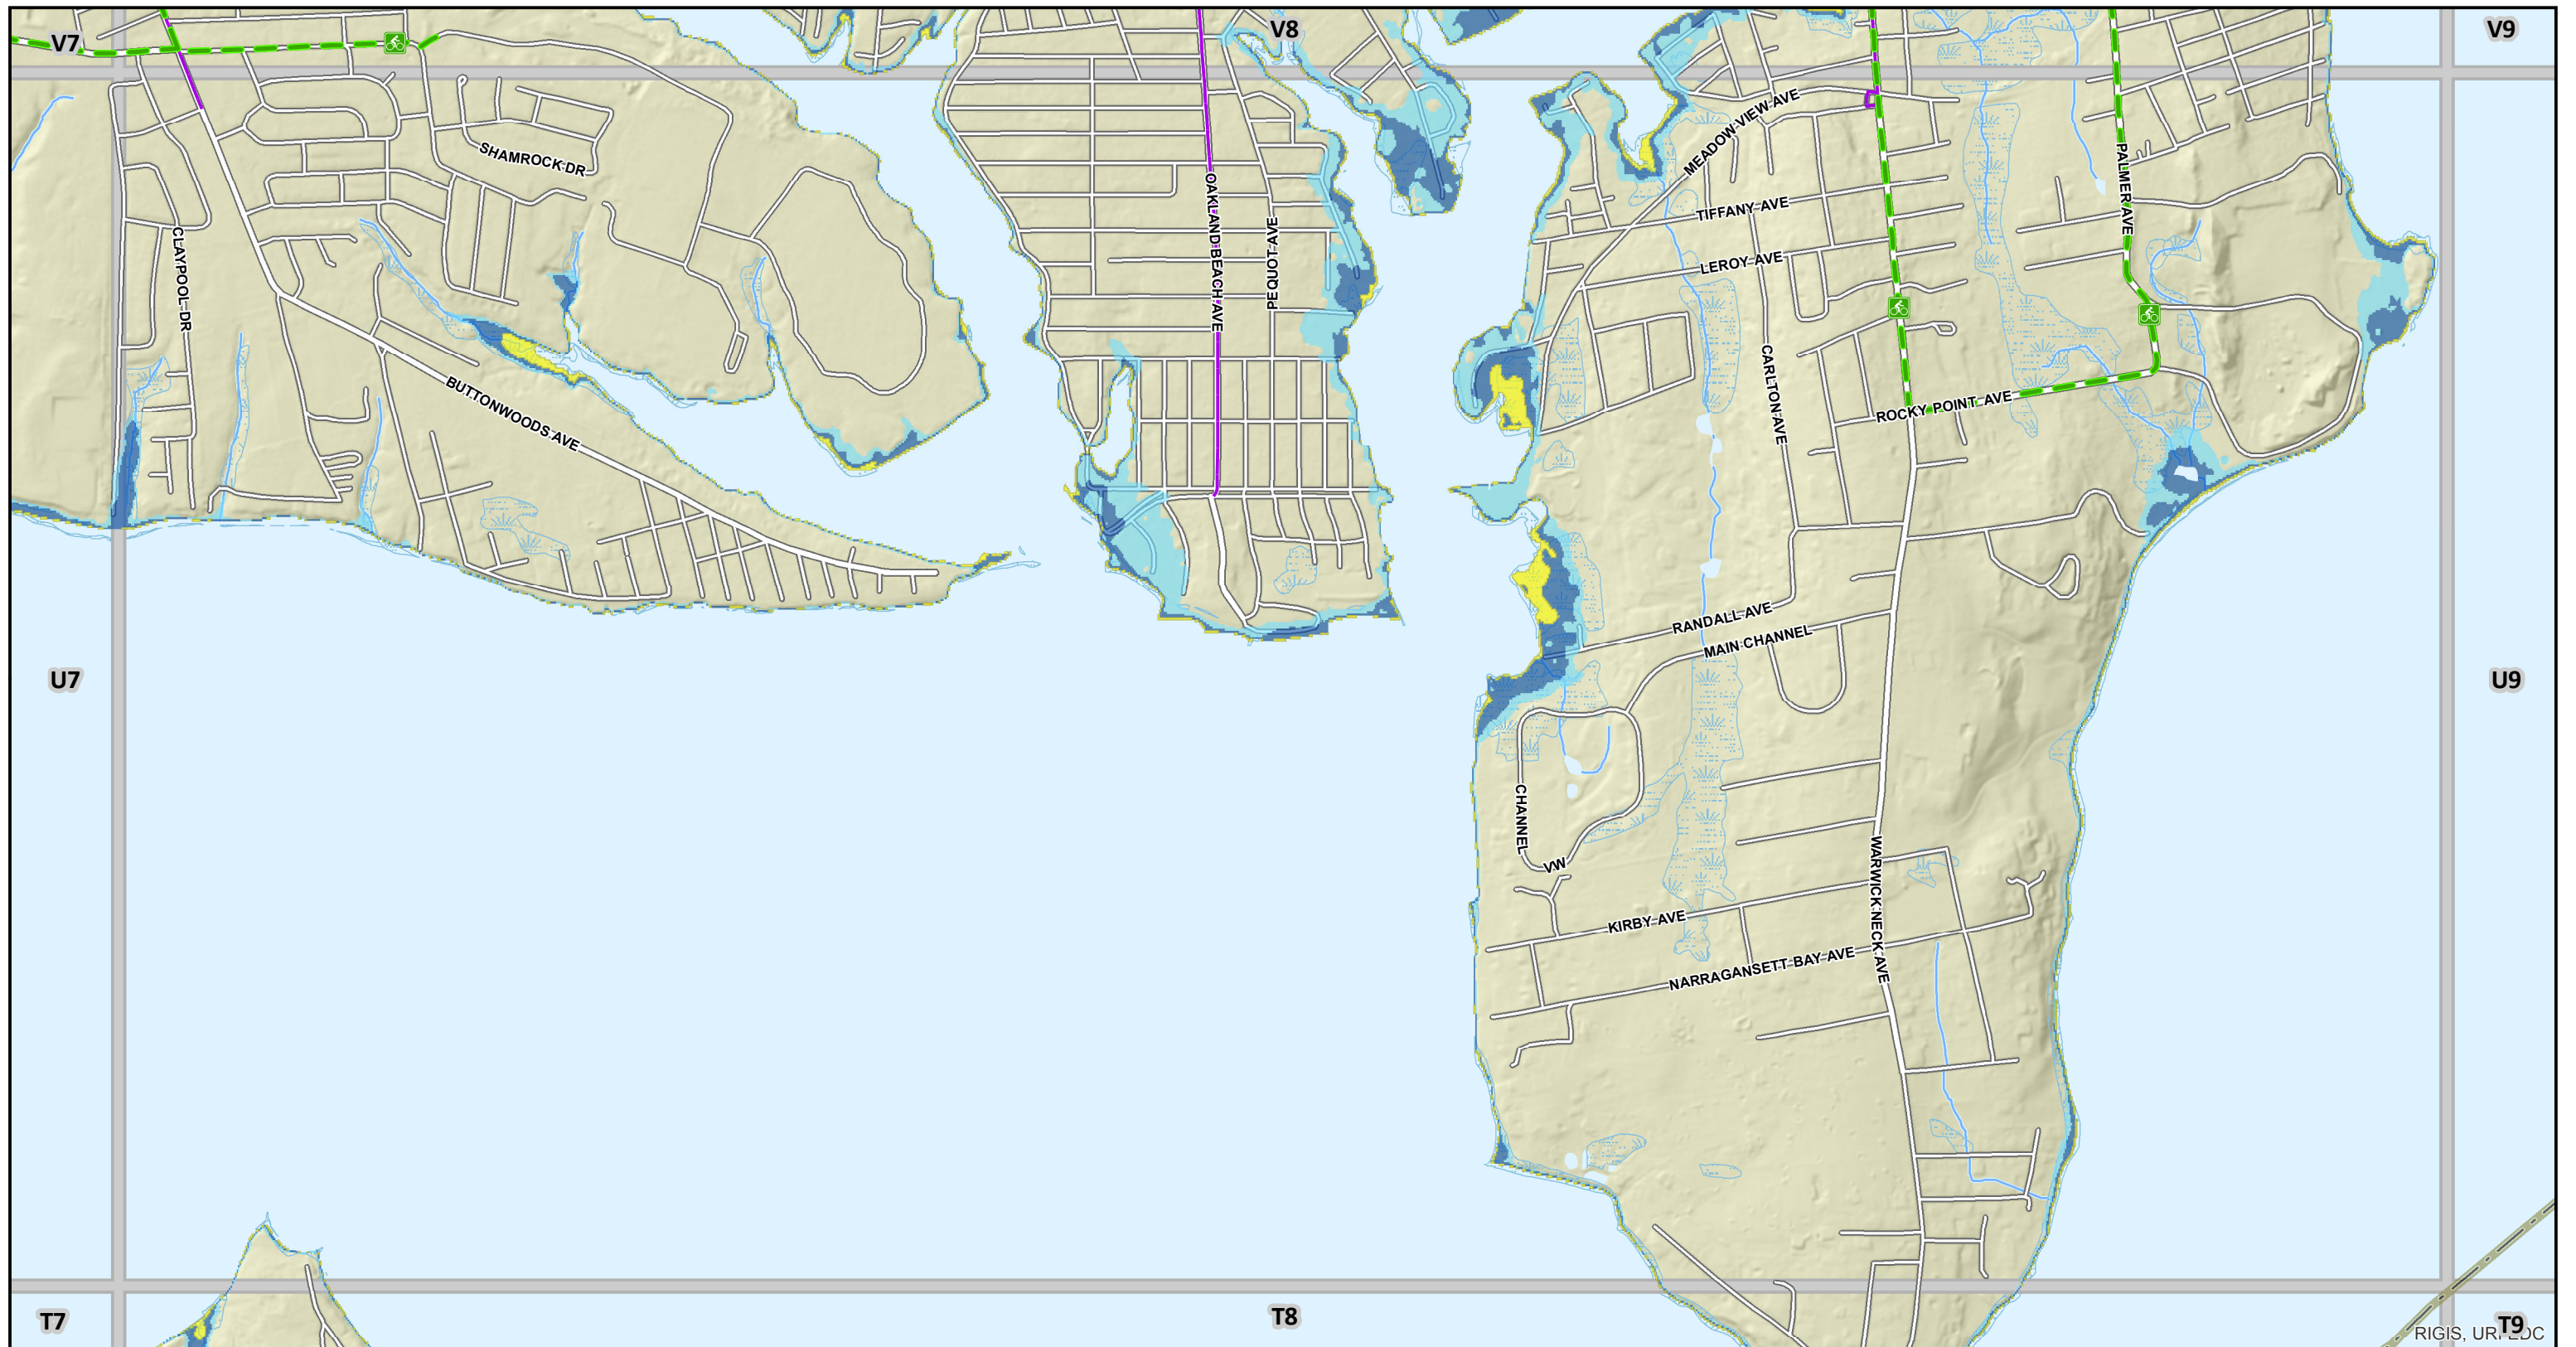 V7
V8
V9
SHAMROCK DR
MEADOW VIEW AVE
PALMER AVE
OAKLAND BEACH AVE
TIFFANY AVE
PEQUOT AVE
CLAYPOOL DR
LEROY AVE
CARLTON AVE
BUTTONWOODS AVE
ROCKY POINT AVE
RANDALL AVE
MAIN CHANNEL
U7
U9
CHANNEL
VW
WARWICK NECK AVE
KIRBY AVE
NARRAGANSETT BAY AVE
T7
T8
T9
RIGIS, URI EDC